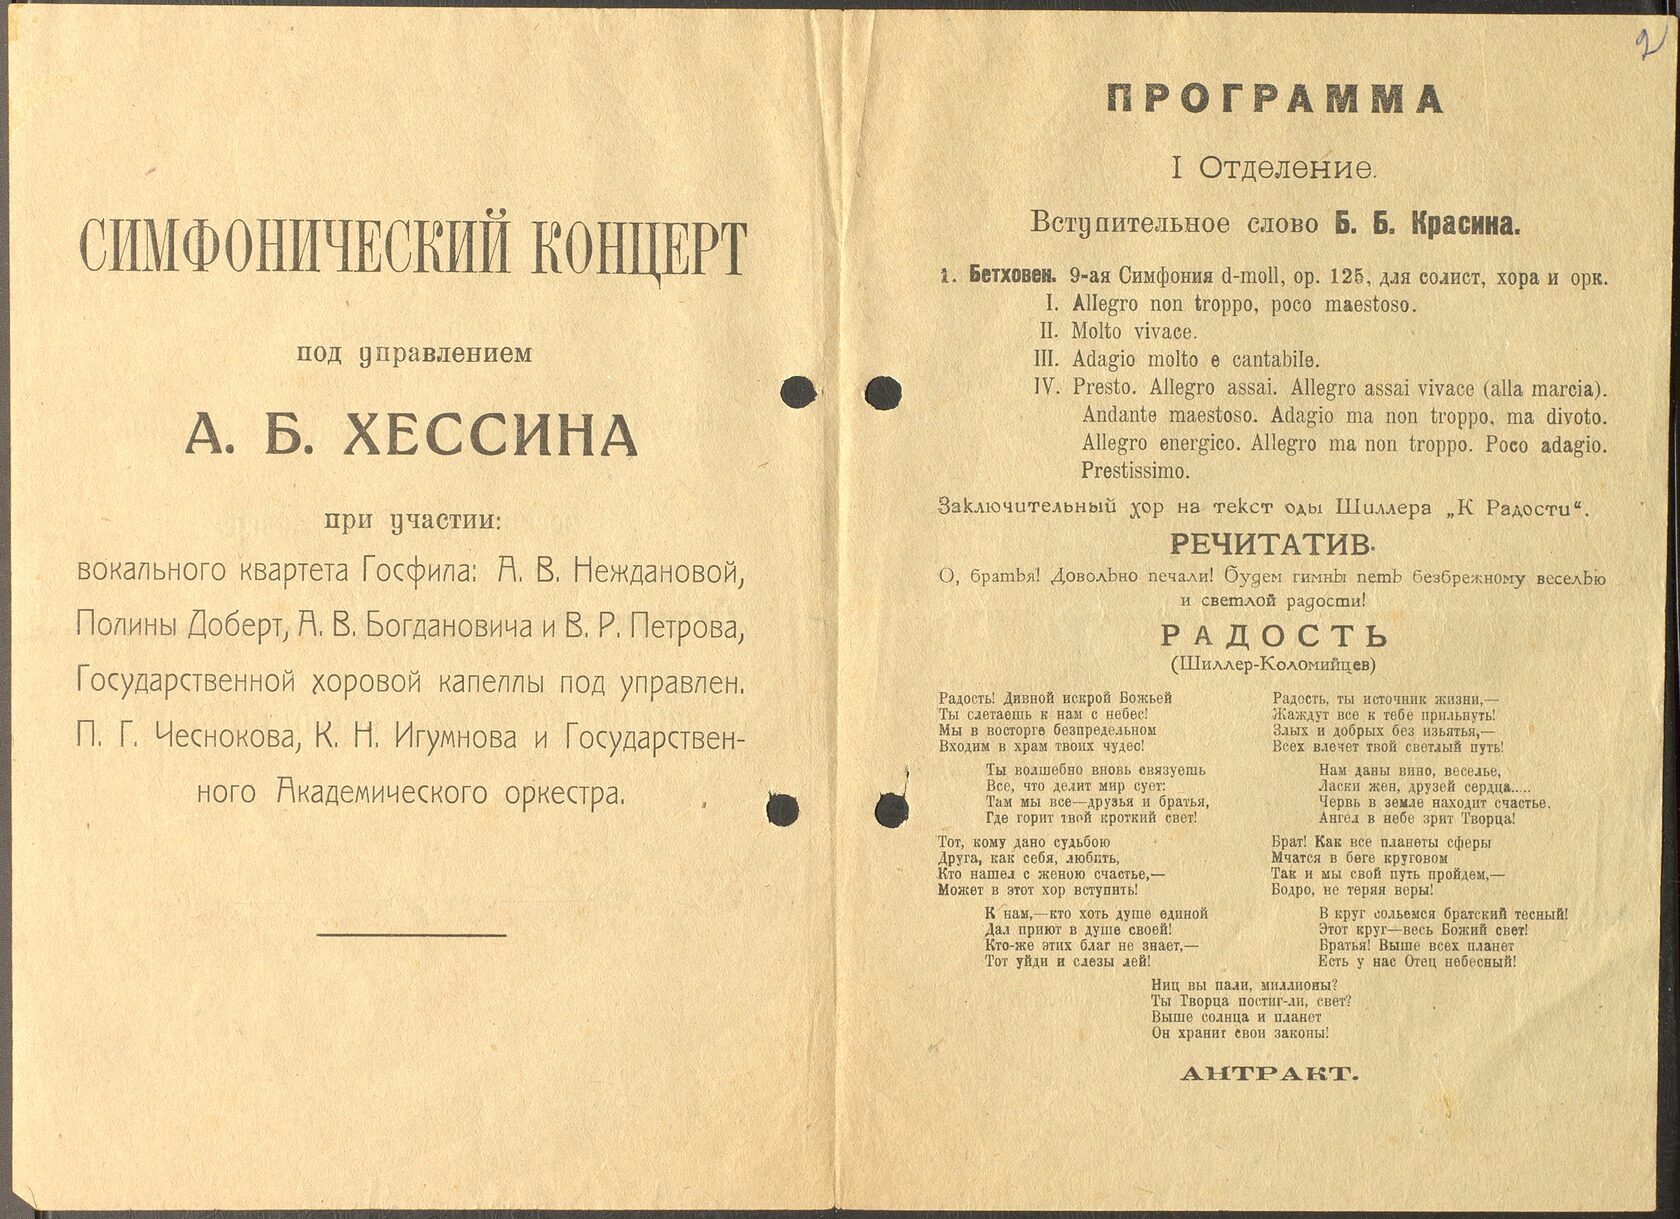 СИМФОНИЧЕСКИЙ КОНЦЕРТ
под управлением
А. Б. ХЕССИНА
при участии:
вокального квартета Госфила: А. В. Неждановой,
Полины Доберт, А. В. Богдановича и В. Р. Петрова,
Государственной хоровой капеллы под управлен.
П. Г. Чеснокова, К. Н. Игумнова и Государствен-
ного Академического оркестра.
2
ПРОГРАММА
I Отделение.
Вступительное слово Б. Б. Красина.
1. Бетховен. 9-ая Симфония d-moll, op. 125, для солист, хора и орк.
I. Allegro non troppo, poco maestoso.
II. Molto vivace.
III. Adagio molto e cantabile.
IV. Presto. Allegro assai. Allegro assai vivace (alla marcia).
Andante maestoso. Adagio ma non troppo, ma divoto.
Allegro energico. Allegro ma non troppo. Poco adagio.
Prestissimo.
Заключительный хор на текст оды Шиллера „К Радости“.
РЕЧИТАТИВ.
О, братья! Довольно печали! будем гимны петь безбрежному веселью
и светлой радости!
РАДОСТЬ
(Шиллер-Коломийцев)
Радость! Дивной искрой Божьей
Ты слетаешь к нам с небес!
Мы в восторге безпредельном
Входим в храм твоих чудес!
Ты волшебно вновь связуешь
Все, что делит мир сует:
Там мы все—друзья и братья,
Где горит твой кроткий свет!
Тот, кому дано судьбою
Друга, как себя, любить,
Кто нашел с женою счастье,—
Может в этот хор вступить!
К нам,—кто хоть душе единой
Дал приют в душе своей!
Кто-же этих благ не знает,—
Тот уйди и слезы лей!
Радость, ты источник жизни,—
Жаждут все к тебе прильнуть!
Злых и добрых без изьятья,—
Всех влечет твой светлый путь!
Нам даны вино, веселье,
Ласки жен, друзей сердца.....
Червь в земле находит счастье.
Ангел в небе зрит Творца!
Брат! Как все планеты сферы
Мчатся в беге круговом
Так и мы свой путь пройдем,—
Бодро, не теряя веры!
В круг сольемся братский тесный!
Этот круг—весь Божий свет!
Братья! Выше всех планет
Есть у нас Отец небесный!
Ниц вы пали, миллионы?
Ты Творца постиг-ли, свет?
Выше солнца и планет
Он хранит свои законы!
АНТРАКТ.